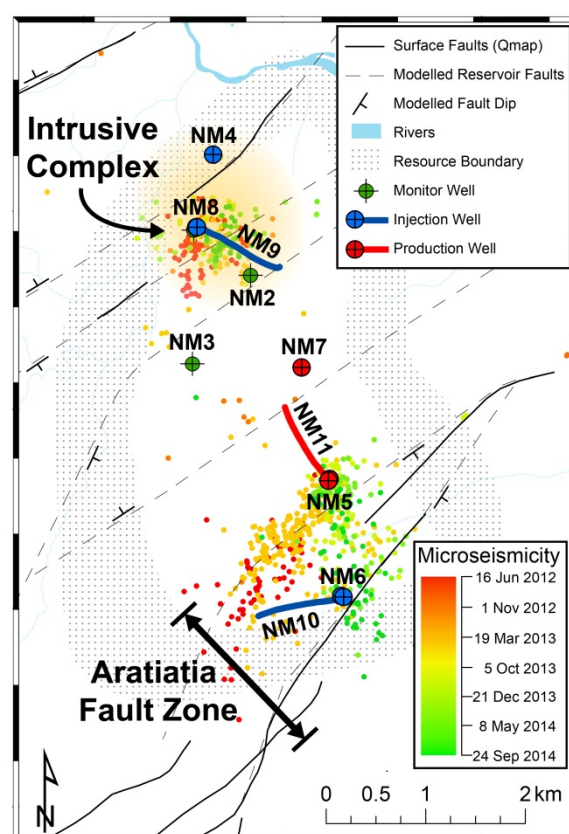 Surface Faults (Qmap)
Modelled Reservoir Faults
Modelled Fault Dip
Rivers
Resource Boundary
Monitor Well
Injection Well
Production Well
Intrusive
Complex
NM4
NM8
NM9
NM2
NM3
NM7
NM11
NM5
NM6
NM10
Aratiatia
Fault Zone
Microseismicity
16 Jun 2012
1 Nov 2012
19 Mar 2013
5 Oct 2013
21 Dec 2013
8 May 2014
24 Sep 2014
N
0 0.5 1 2 km